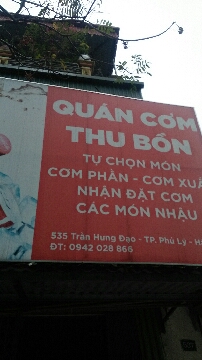 QUÁN CƠM
THU BỒN
TỰ CHỌN MÓN
CƠM PHẦN - CƠM XUẤ
NHẬN ĐẶT CƠM
CÁC MÓN NHẬU
535 Trần Hưng Đạo - TP. Phủ Lý - H
ĐT: 0942 028 866